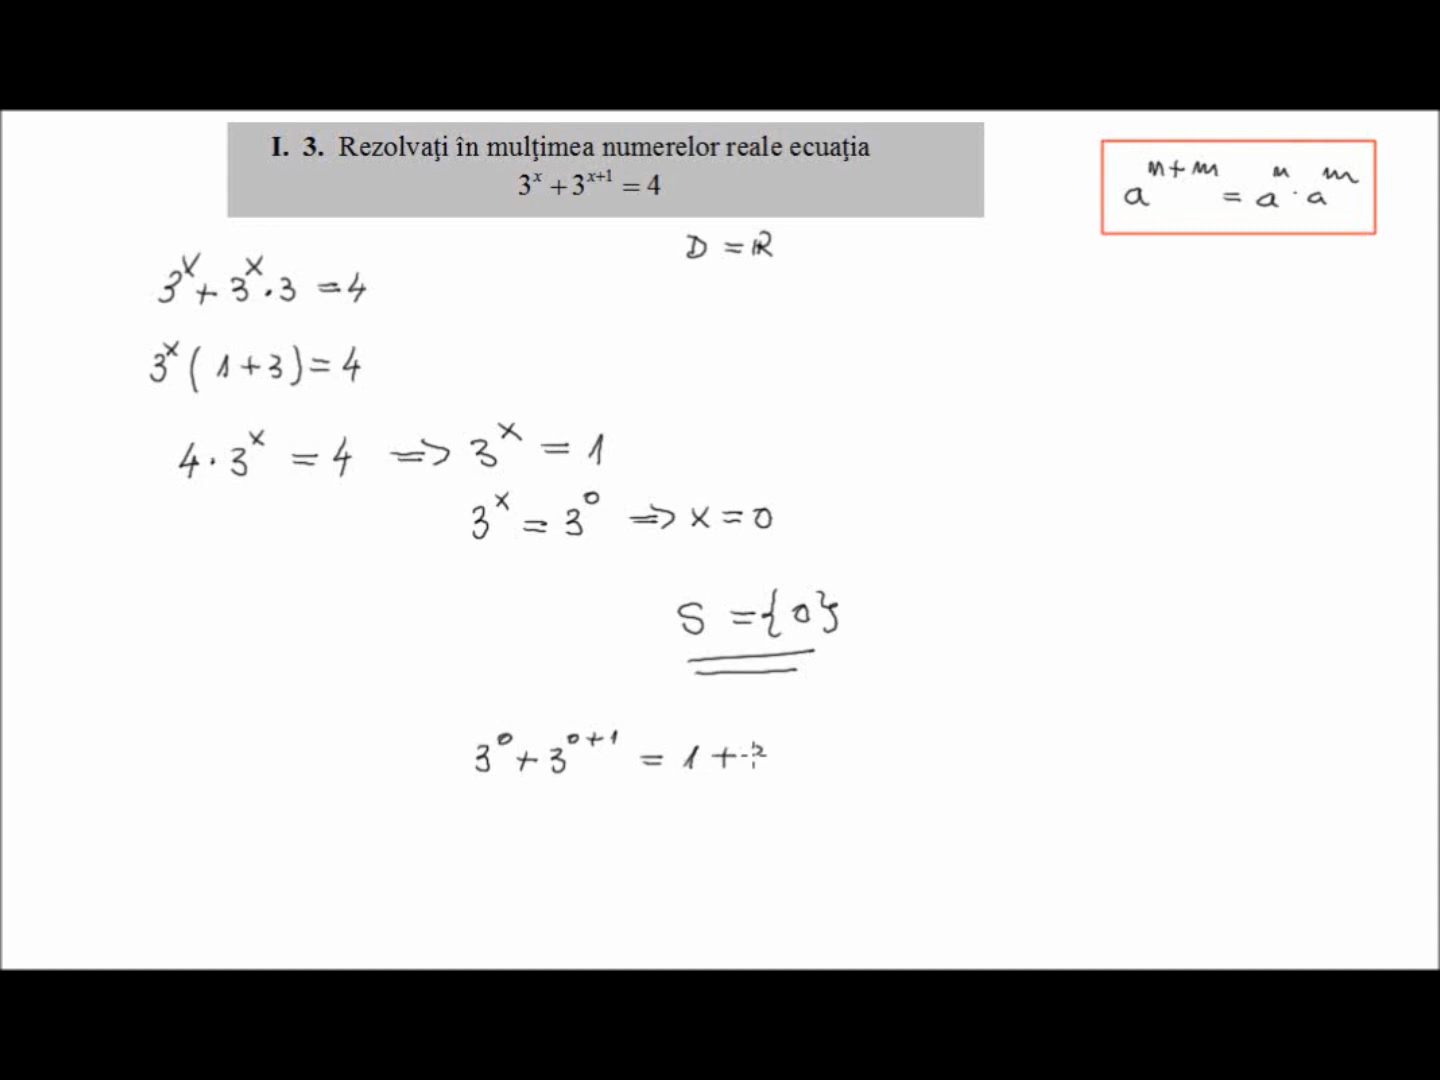 I. 3. Rezolvaţi în mulţimea numerelor reale ecuaţia
3^x + 3^{x+1} = 4
a^{n+m} = a^n · a^m
D = ℝ
3^x + 3^x · 3 = 4
3^x ( 1 + 3 ) = 4
4 · 3^x = 4 => 3^x = 1
3^x = 3^0 => x = 0
S = {0}
3^0 + 3^{0+1} = 1 +